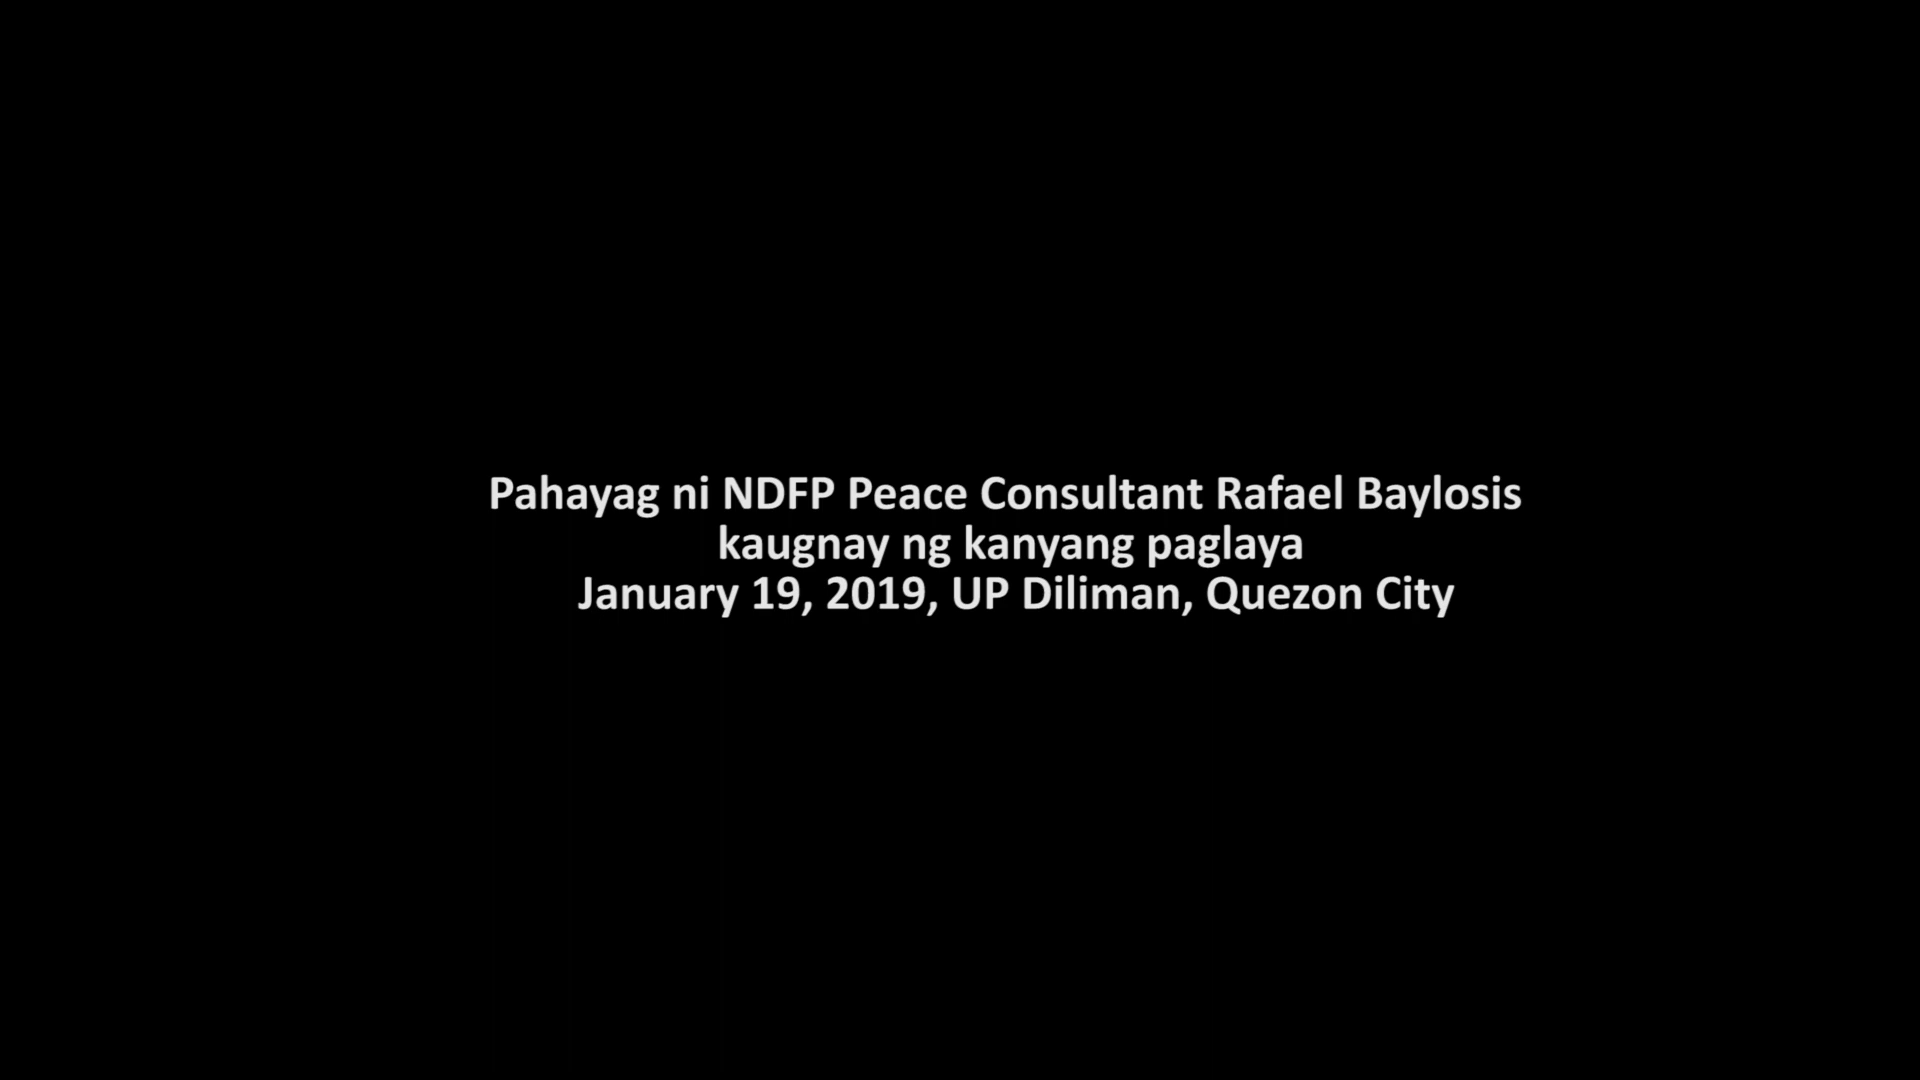 Pahayag ni NDFP Peace Consultant Rafael Baylosis
kaugnay ng kanyang paglaya
January 19, 2019, UP Diliman, Quezon City